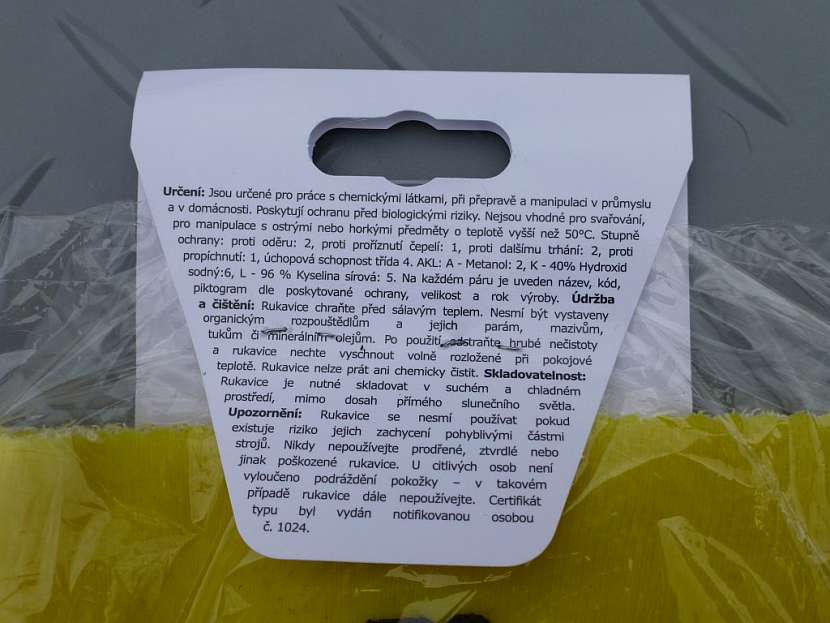 Určení: Jsou určené pro práce s chemickými látkami, při přepravě a manipulaci v průmyslu
a v domácnosti. Poskytují ochranu před biologickými riziky. Nejsou vhodné pro svařování,
pro manipulace s ostrými nebo horkými předměty o teplotě vyšší než 50°C. Stupně
ochrany: proti oděru: 2, proti proříznutí čepelí: 1, proti dalšímu trhání: 2, proti
propíchnutí: 1, úchopová schopnost třída 4. AKL: A - Metanol: 2, K - 40% Hydroxid
sodný:6, L - 96 % Kyselina sírová: 5. Na každém páru je uveden název, kód,
piktogram dle poskytované ochrany, velikost a rok výroby. Údržba
a čištění: Rukavice chraňte před sálavým teplem. Nesmí být vystaveny
organickým rozpouštědlům a jejich parám, mazivům,
tukům či minerálním olejům. Po použití odstraňte hrubé nečistoty
a rukavice nechte vyschnout volně rozložené při pokojové
teplotě. Rukavice nelze prát ani chemicky čistit. Skladovatelnost:
Rukavice je nutné skladovat v suchém a chladném
prostředí, mimo dosah přímého slunečního světla.
Upozornění: Rukavice se nesmí používat pokud
existuje riziko jejich zachycení pohyblivými částmi
strojů. Nikdy nepoužívejte prodřené, ztvrdlé nebo
jinak poškozené rukavice. U citlivých osob není
vyloučeno podráždění pokožky – v takovém
případě rukavice dále nepoužívejte. Certifikát
typu byl vydán notifikovanou osobou
č. 1024.